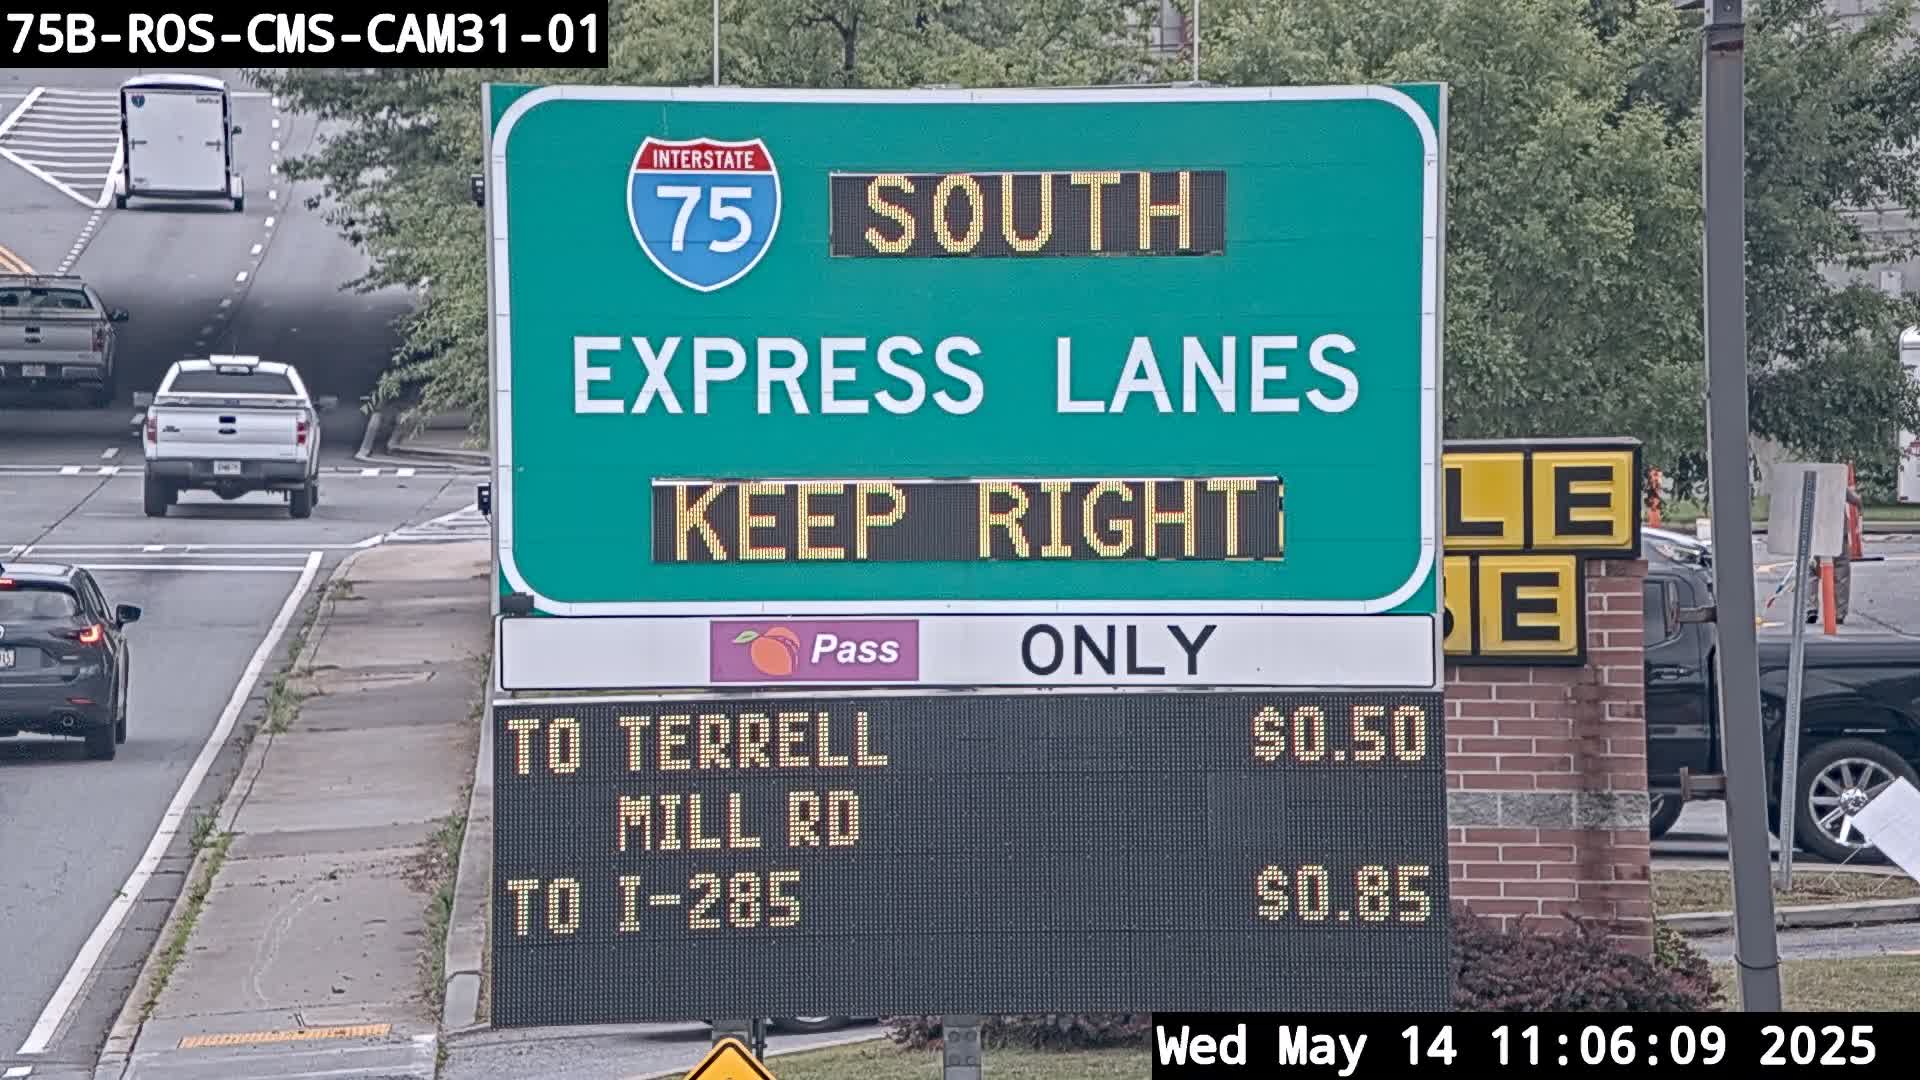 75B-ROS-CMS-CAM31-01
INTERSTATE
75
SOUTH
EXPRESS LANES
KEEP RIGHT
Pass ONLY
TO TERRELL $0.50
MILL RD
TO I-285 $0.85
LE
E
Wed May 14 11:06:09 2025